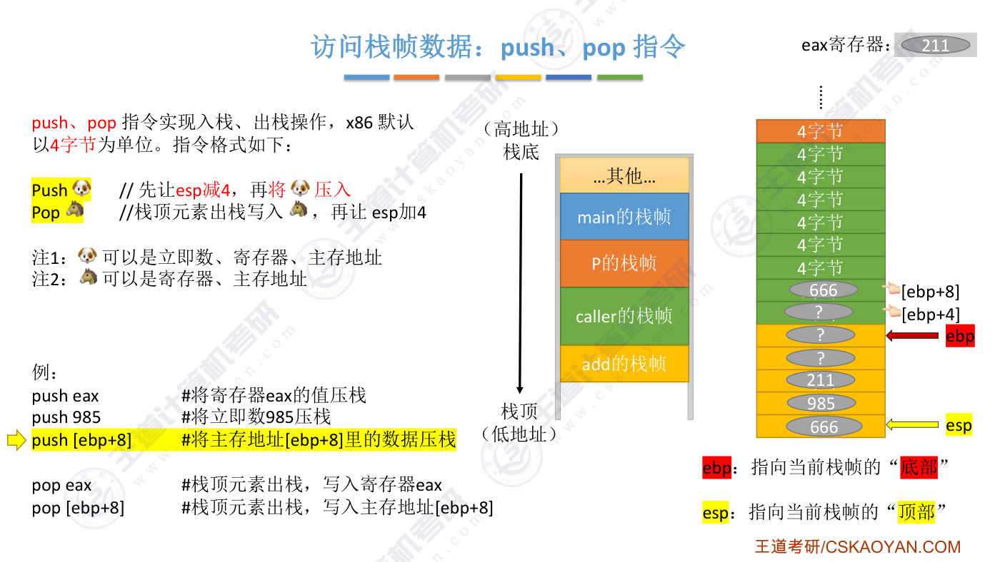 访问栈帧数据：push、pop 指令
eax寄存器：
211
push、pop 指令实现入栈、出栈操作，x86 默认
以4字节为单位。指令格式如下：
Push 🐶 // 先让esp减4，再将 🐶 压入
Pop 🐴 //栈顶元素出栈写入 🐴，再让 esp加4
注1：🐶 可以是立即数、寄存器、主存地址
注2：🐴 可以是寄存器、主存地址
例：
push eax #将寄存器eax的值压栈
push 985 #将立即数985压栈
push [ebp+8] #将主存地址[ebp+8]里的数据压栈
pop eax #栈顶元素出栈，写入寄存器eax
pop [ebp+8] #栈顶元素出栈，写入主存地址[ebp+8]
（高地址）
栈底
栈顶
（低地址）
...其他...
main的栈帧
P的栈帧
caller的栈帧
add的栈帧
......
4字节
4字节
4字节
4字节
4字节
4字节
4字节
666 [ebp+8]
? [ebp+4]
? ebp
?
211
985
666 esp
ebp：指向当前栈帧的“底部”
esp：指向当前栈帧的“顶部”
王道考研/CSKAOYAN.COM
王道计算机考研
www.cskaoyan.com